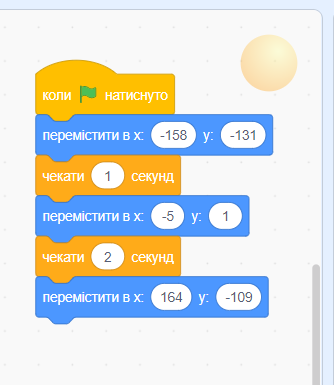 коли натиснуто
перемістити в x: -158 y: -131
чекати 1 секунд
перемістити в x: -5 y: 1
чекати 2 секунд
перемістити в x: 164 y: -109